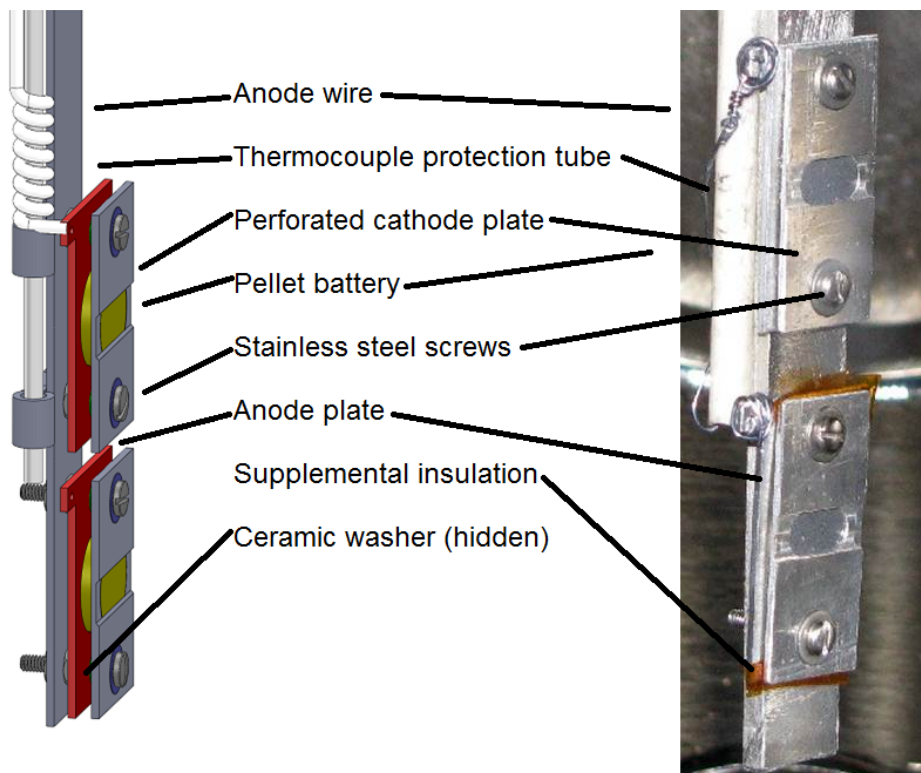 Anode wire
Thermocouple protection tube
Perforated cathode plate
Pellet battery
Stainless steel screws
Anode plate
Supplemental insulation
Ceramic washer (hidden)